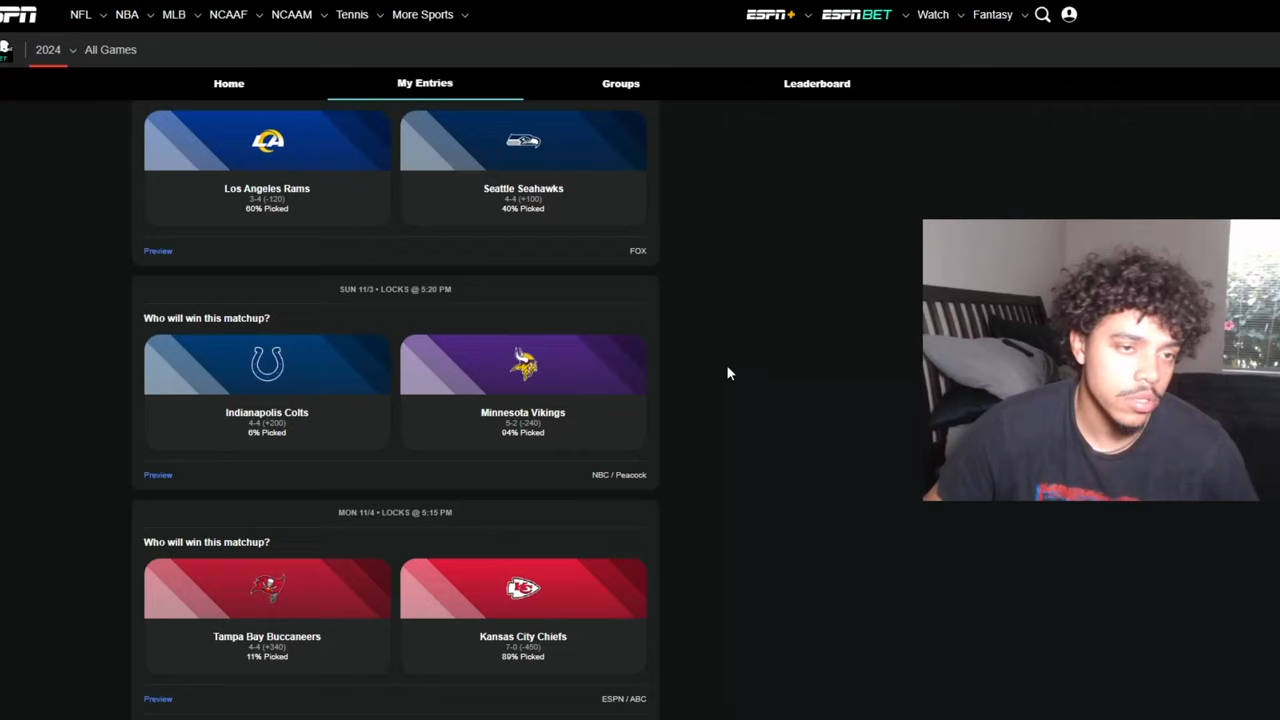 NFL NBA MLB NCAAF NCAAM Tennis More Sports ESPN+ ESPN BET Watch Fantasy
2024 All Games
Home My Entries Groups Leaderboard
LA
Los Angeles Rams Seattle Seahawks
3-4 (-120) 4-4 (+100)
60% Picked 40% Picked
Preview FOX
SUN 11/3 • LOCKS @ 5:20 PM
Who will win this matchup?
Indianapolis Colts Minnesota Vikings
4-4 (+200) 5-2 (-240)
6% Picked 94% Picked
Preview NBC / Peacock
MON 11/4 • LOCKS @ 5:15 PM
Who will win this matchup?
KC
Tampa Bay Buccaneers Kansas City Chiefs
4-4 (+340) 7-0 (-450)
11% Picked 89% Picked
Preview ESPN / ABC